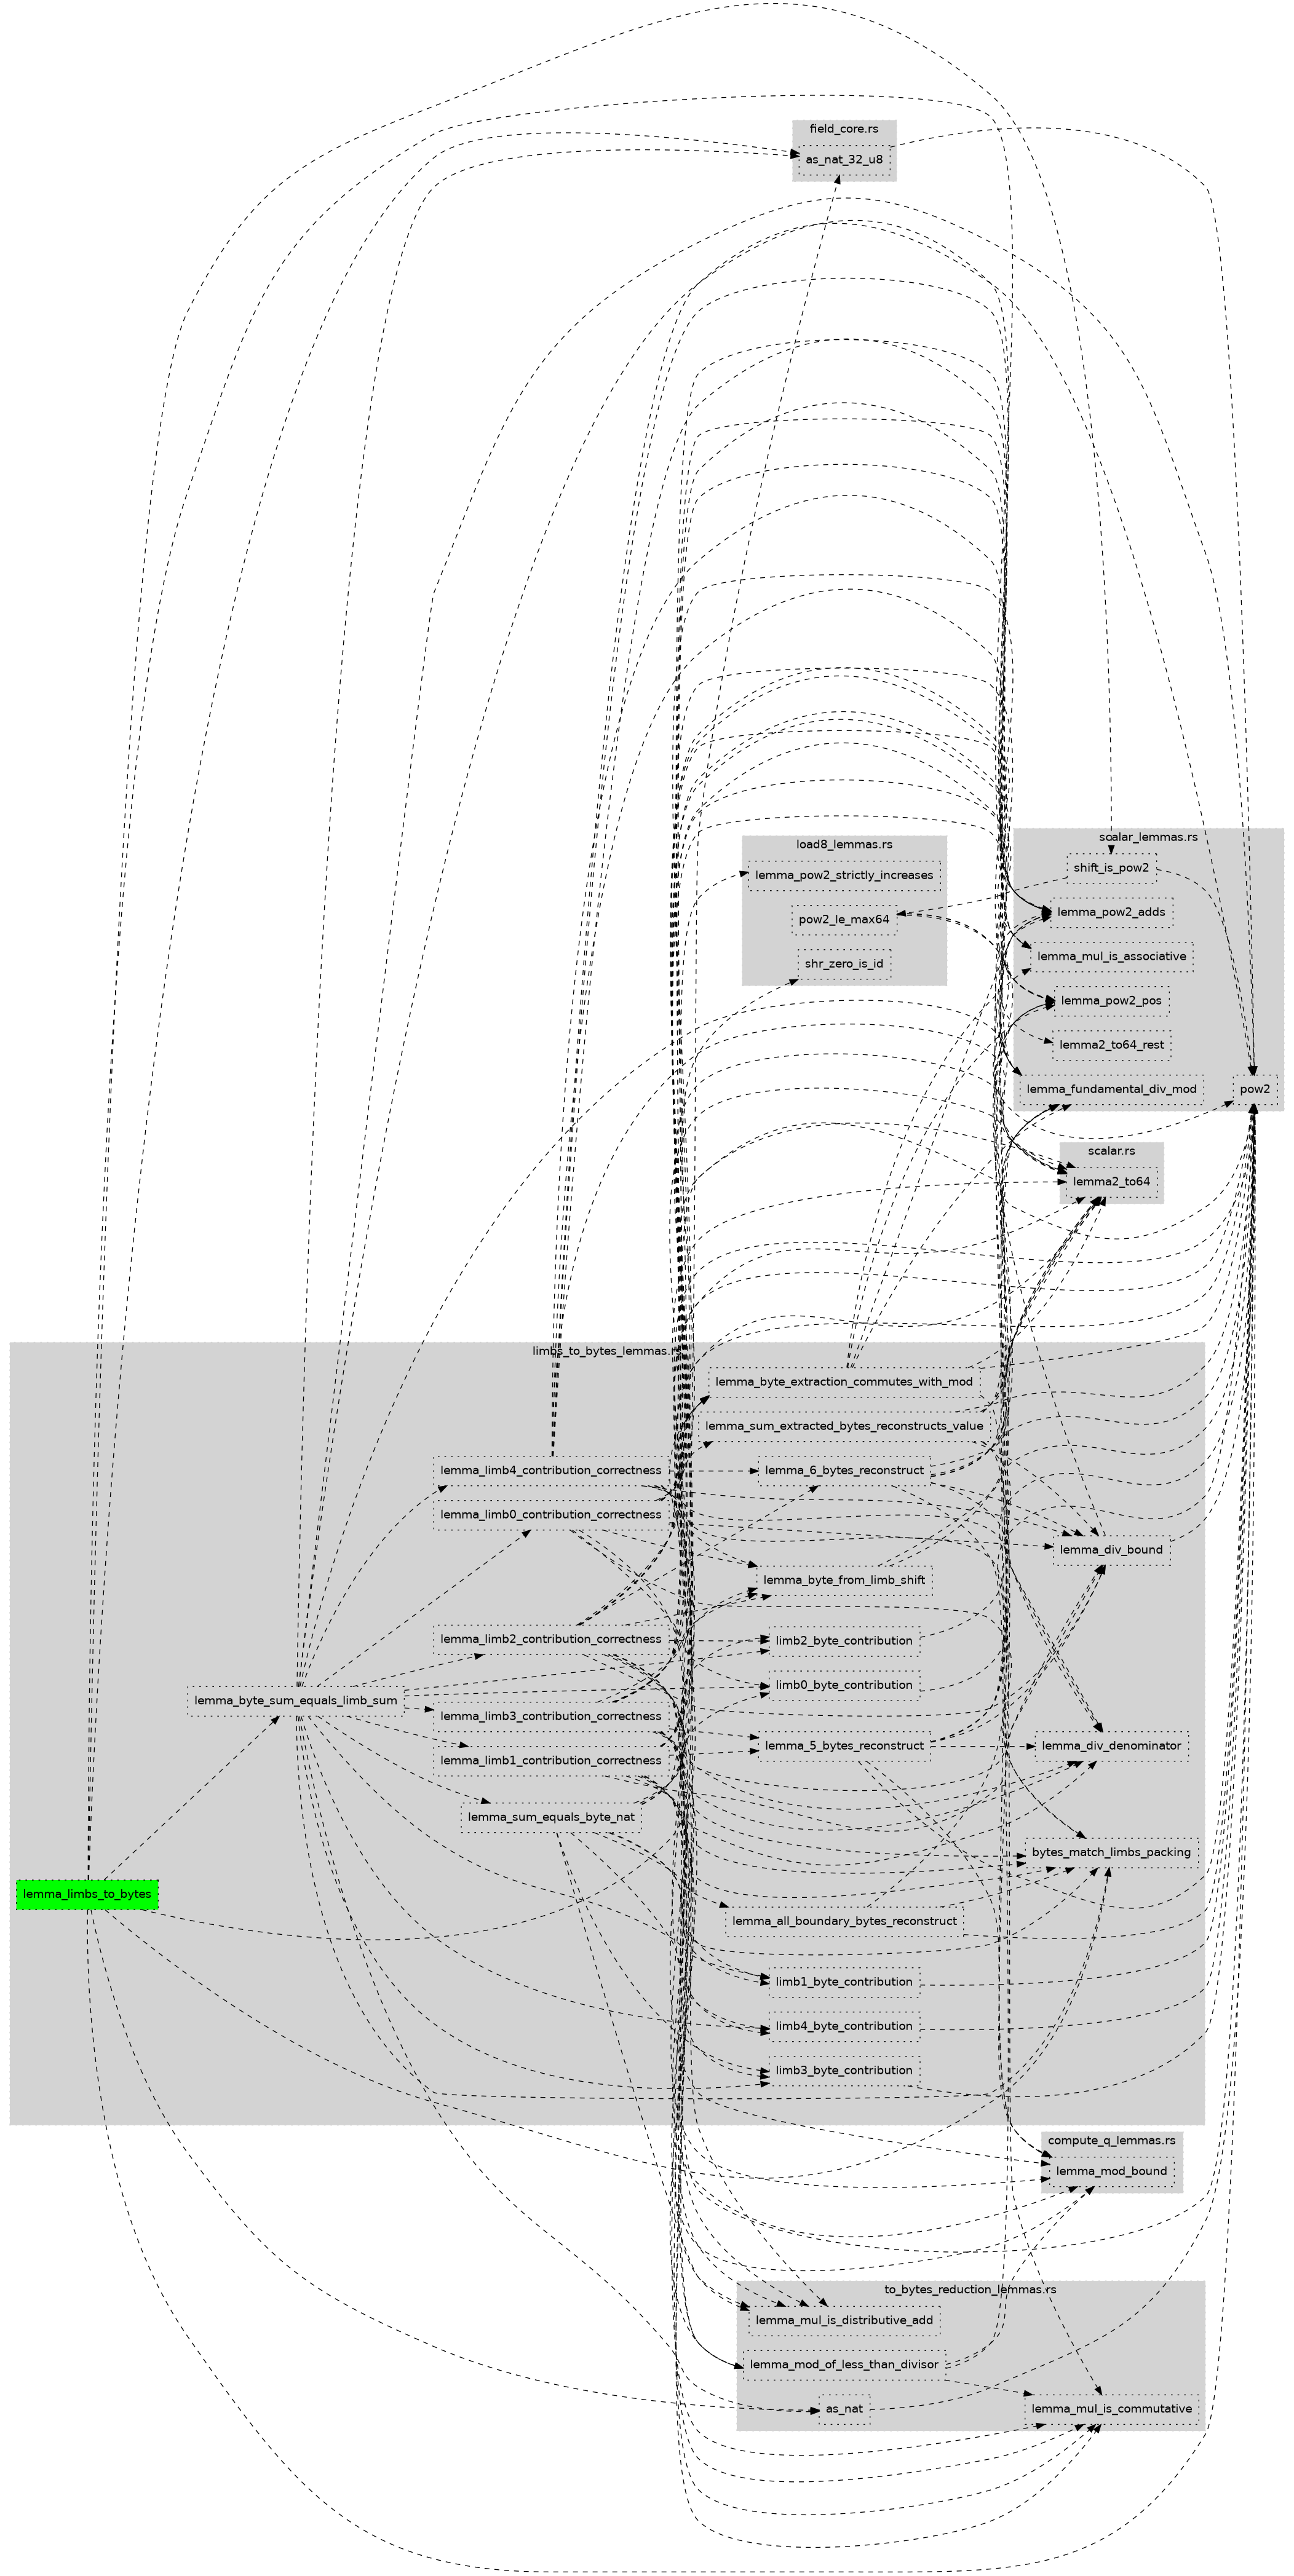 field_core.rs
as_nat_32_u8
load8_lemmas.rs
lemma_pow2_strictly_increases
pow2_le_max64
shr_zero_is_id
scalar_lemmas.rs
shift_is_pow2
lemma_pow2_adds
lemma_mul_is_associative
lemma_pow2_pos
lemma2_to64_rest
lemma_fundamental_div_mod
pow2
scalar.rs
lemma2_to64
limbs_to_bytes_lemmas.rs
lemma_byte_extraction_commutes_with_mod
lemma_sum_extracted_bytes_reconstructs_value
lemma_limb4_contribution_correctness
lemma_6_bytes_reconstruct
lemma_limb0_contribution_correctness
lemma_div_bound
lemma_byte_from_limb_shift
lemma_limb2_contribution_correctness
limb2_byte_contribution
limb0_byte_contribution
lemma_byte_sum_equals_limb_sum
lemma_limb3_contribution_correctness
lemma_5_bytes_reconstruct
lemma_div_denominator
lemma_limb1_contribution_correctness
lemma_sum_equals_byte_nat
bytes_match_limbs_packing
lemma_limbs_to_bytes
lemma_all_boundary_bytes_reconstruct
limb1_byte_contribution
limb4_byte_contribution
limb3_byte_contribution
compute_q_lemmas.rs
lemma_mod_bound
to_bytes_reduction_lemmas.rs
lemma_mul_is_distributive_add
lemma_mod_of_less_than_divisor
as_nat
lemma_mul_is_commutative